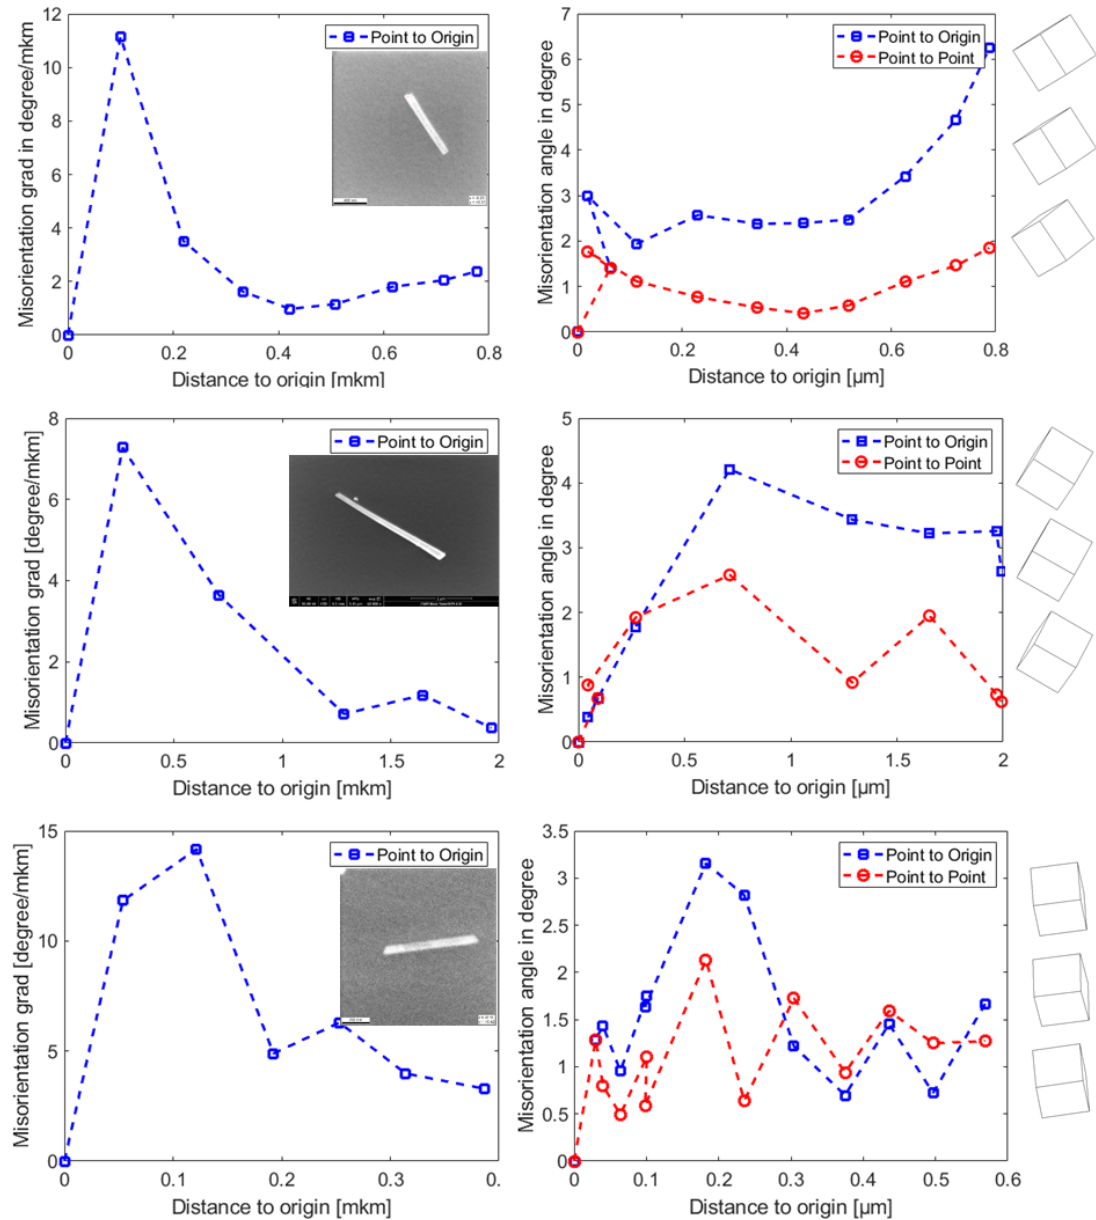 Misorientation grad in degree/mkm
12
10
8
6
4
2
0
Point to Origin
0 0.2 0.4 0.6 0.8
Distance to origin [mkm]
Misorientation angle in degree
7
6
5
4
3
2
1
0
Point to Origin
Point to Point
0 0.2 0.4 0.6 0.8
Distance to origin [µm]
Misorientation grad [degree/mkm]
8
6
4
2
0
Point to Origin
0 0.5 1 1.5 2
Distance to origin [mkm]
Misorientation angle in degree
5
4
3
2
1
0
Point to Origin
Point to Point
0 0.5 1 1.5 2
Distance to origin [µm]
Misorientation grad [degree/mkm]
15
10
5
0
Point to Origin
0. 0.1 0.2 0.3 0.
Distance to origin [mkm]
Misorientation angle in degree
3.5
3
2.5
2
1.5
1
0.5
0
Point to Origin
Point to Point
0 0.1 0.2 0.3 0.4 0.5 0.6
Distance to origin [µm]